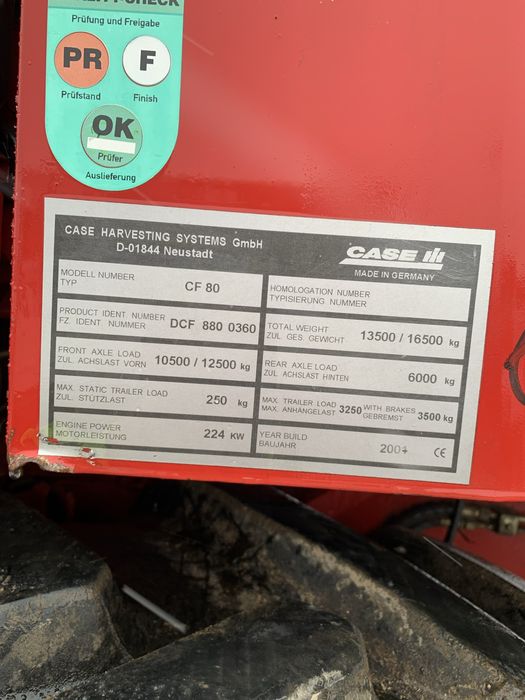 Prüfung und Freigabe
PR
F
Prüfstand
Finish
OK
Prüfer
Auslieferung
CASE HARVESTING SYSTEMS GmbH
D-01844 Neustadt
CASE IH
MADE IN GERMANY
MODELL NUMBER
TYP
CF 80
HOMOLOGATION NUMBER
TYPISIERUNG NUMMER
PRODUCT IDENT NUMBER
FZ. IDENT NUMMER
DCF 880 0360
TOTAL WEIGHT
ZUL. GES. GEWICHT
13500 / 16500 kg
FRONT AXLE LOAD
ZUL. ACHSLAST VORN
10500 / 12500 kg
REAR AXLE LOAD
ZUL. ACHSLAST HINTEN
6000 kg
MAX. STATIC TRAILER LOAD
ZUL. STÜTZLAST
250 kg
MAX. TRAILER LOAD
MAX. ANHÄNGELAST
3250
WITH BRAKES
GEBREMST
3500 kg
ENGINE POWER
MOTORLEISTUNG
224 KW
YEAR BUILD
BAUJAHR
CE